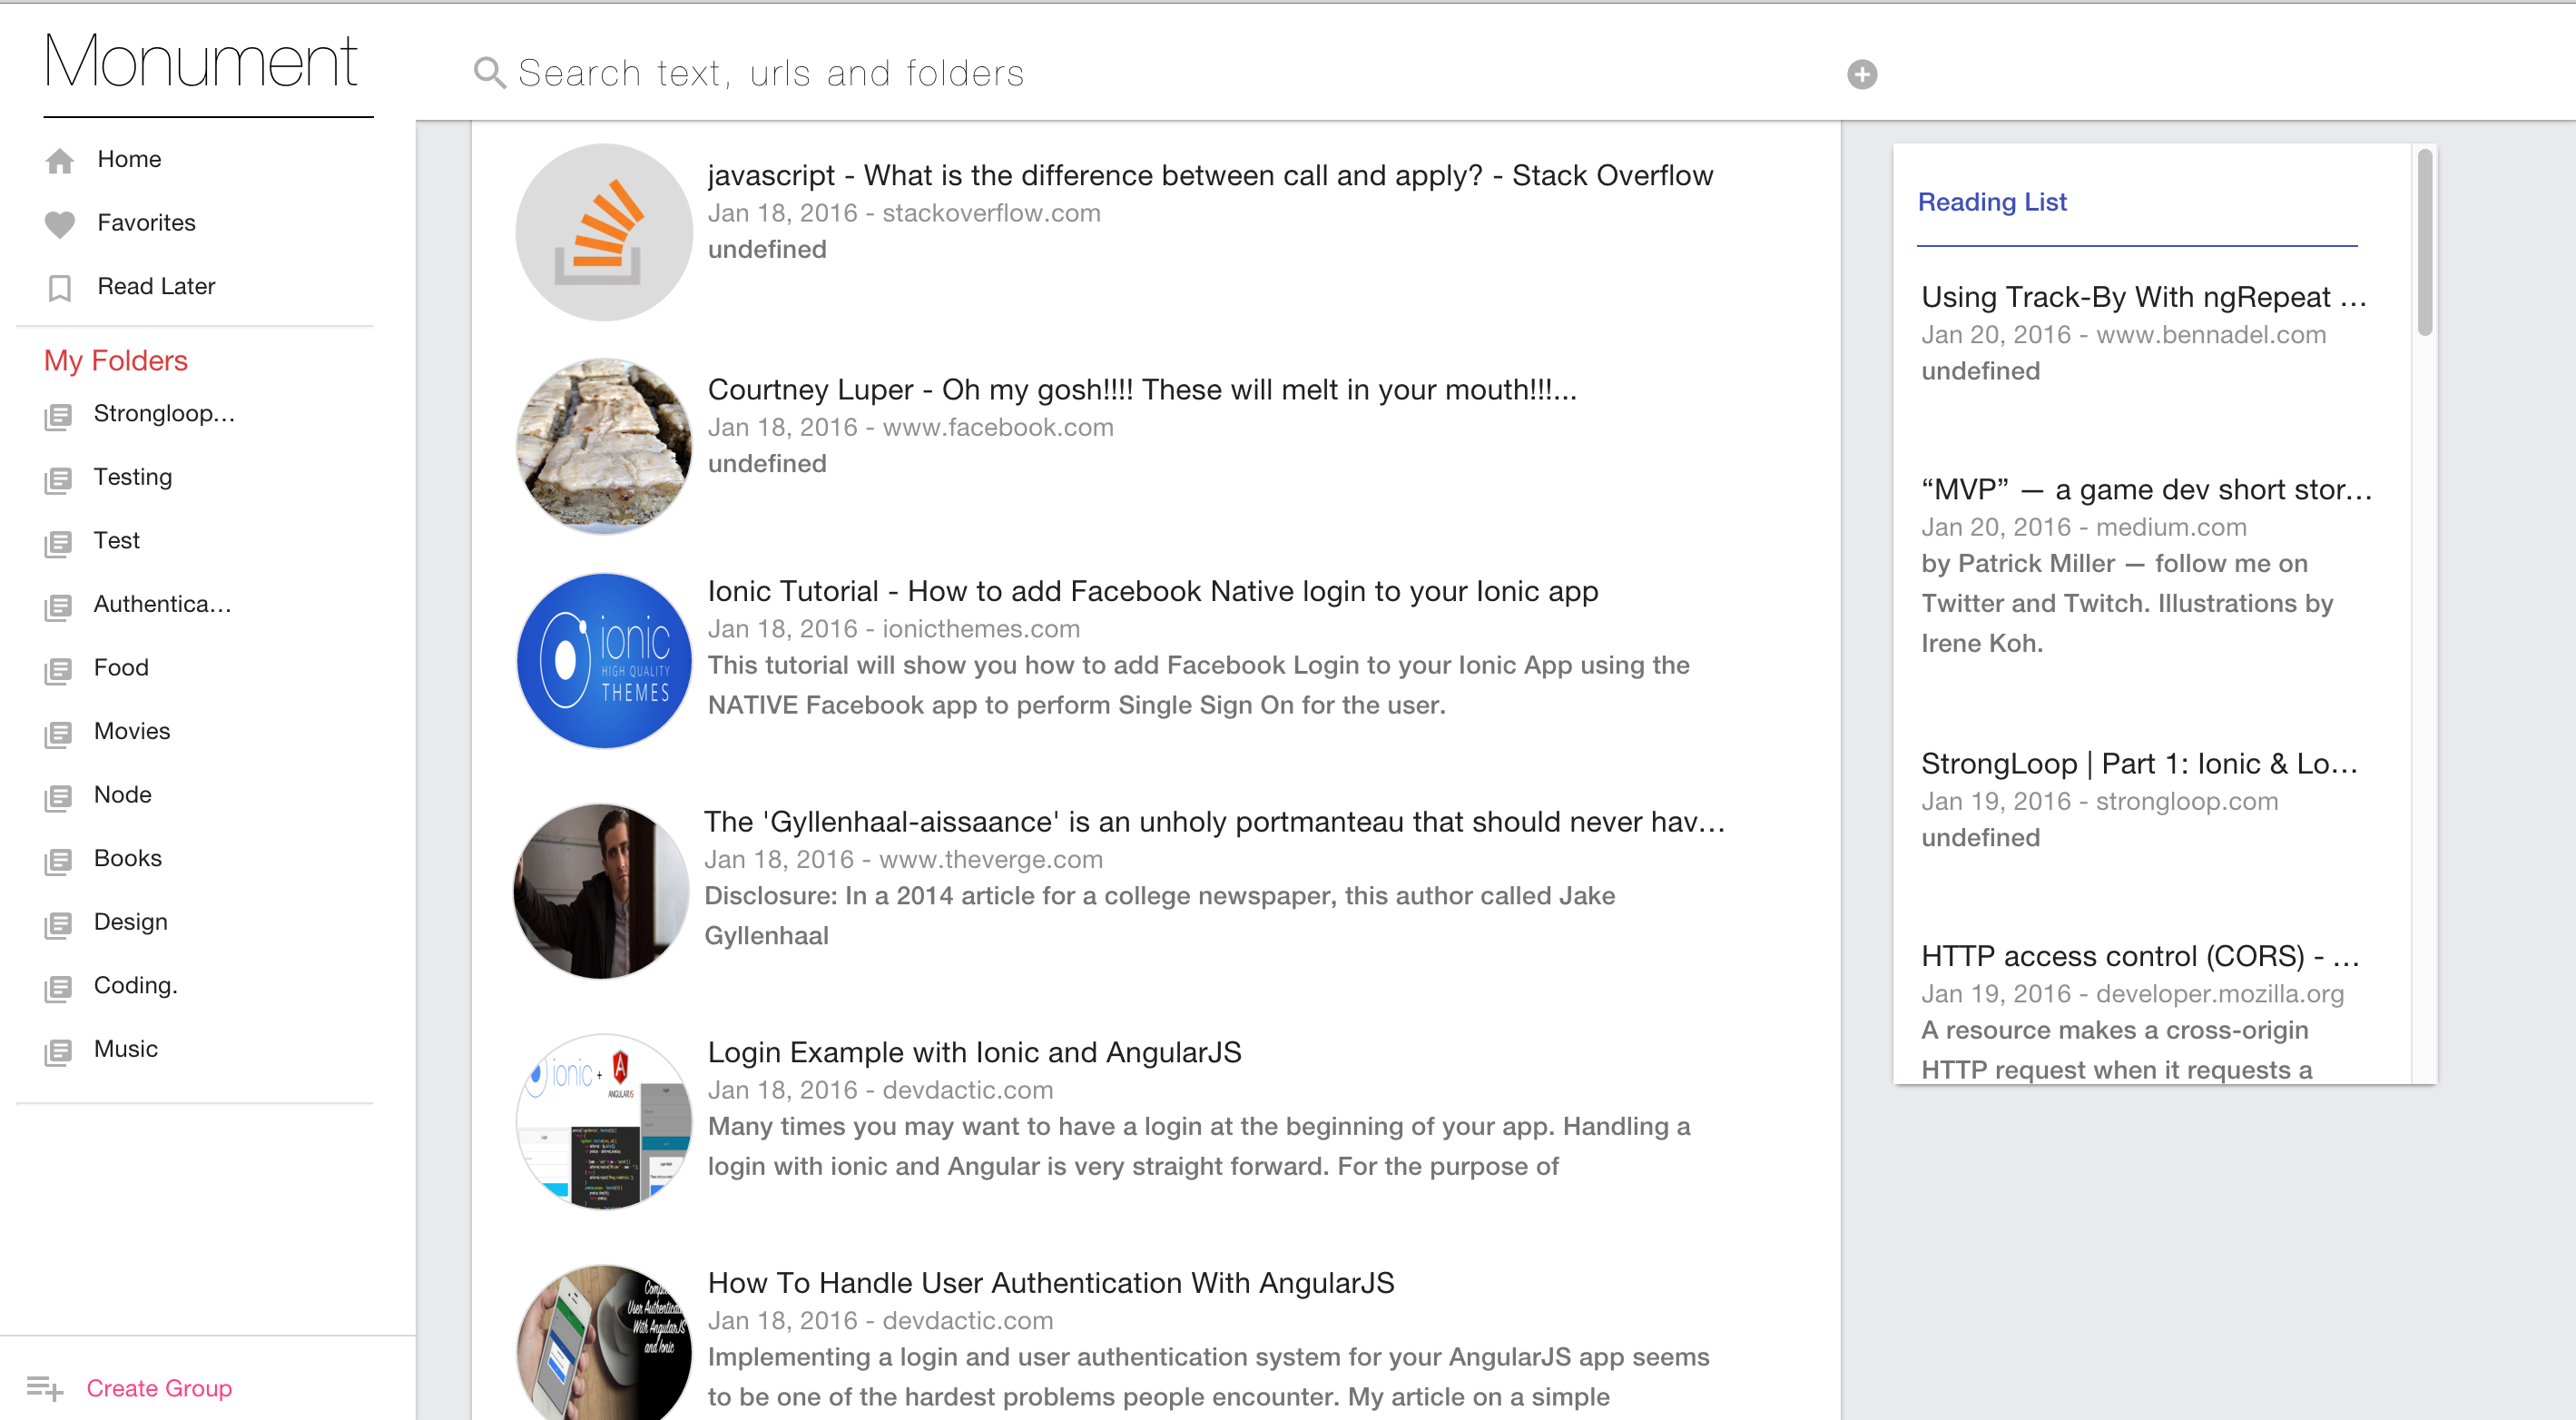 Monument
Search text, urls and folders
Home
Favorites
Read Later
My Folders
Strongloop...
Testing
Test
Authentica...
Food
Movies
Node
Books
Design
Coding.
Music
Create Group
javascript - What is the difference between call and apply? - Stack Overflow
Jan 18, 2016 - stackoverflow.com
undefined
Courtney Luper - Oh my gosh!!!! These will melt in your mouth!!!...
Jan 18, 2016 - www.facebook.com
undefined
ionic
HIGH QUALITY
THEMES
Ionic Tutorial - How to add Facebook Native login to your Ionic app
Jan 18, 2016 - ionicthemes.com
This tutorial will show you how to add Facebook Login to your Ionic App using the
NATIVE Facebook app to perform Single Sign On for the user.
The 'Gyllenhaal-aissaance' is an unholy portmanteau that should never hav...
Jan 18, 2016 - www.theverge.com
Disclosure: In a 2014 article for a college newspaper, this author called Jake
Gyllenhaal
ionic +
ANGULARJS
Login Example with Ionic and AngularJS
Jan 18, 2016 - devdactic.com
Many times you may want to have a login at the beginning of your app. Handling a
login with ionic and Angular is very straight forward. For the purpose of
User
With AngularJS
and Ionic
How To Handle User Authentication With AngularJS
Jan 18, 2016 - devdactic.com
Implementing a login and user authentication system for your AngularJS app seems
to be one of the hardest problems people encounter. My article on a simple
Reading List
Using Track-By With ngRepeat ...
Jan 20, 2016 - www.bennadel.com
undefined
“MVP” — a game dev short stor...
Jan 20, 2016 - medium.com
by Patrick Miller — follow me on
Twitter and Twitch. Illustrations by
Irene Koh.
StrongLoop | Part 1: Ionic & Lo...
Jan 19, 2016 - strongloop.com
undefined
HTTP access control (CORS) - ...
Jan 19, 2016 - developer.mozilla.org
A resource makes a cross-origin
HTTP request when it requests a